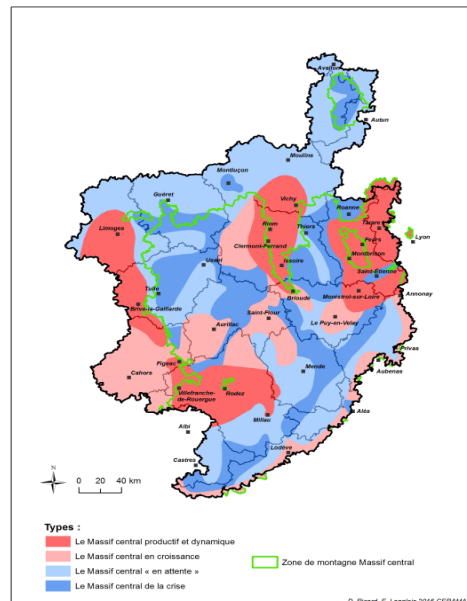 Avallon
Autun
Moulins
Montluçon
Guéret
Vichy
Roanne
Limoges
Riom
Thiers
Tarare
Lyon
Clermont-Ferrand
Feurs
Ussel
Issoire
Montbrison
Tulle
Saint-Étienne
Brive-la-Gaillarde
Brioude
Monistrol-sur-Loire
Annonay
Saint-Flour
Aurillac
Le Puy-en-Velay
Privas
Figeac
Mende
Aubenas
Cahors
Villefranche-
de-Rouergue
Rodez
Millau
Alès
Albi
Lodève
Castres
N
0 20 40 km
Types :
Le Massif central productif et dynamique
Le Massif central en croissance
Zone de montagne Massif central
Le Massif central « en attente »
Le Massif central de la crise